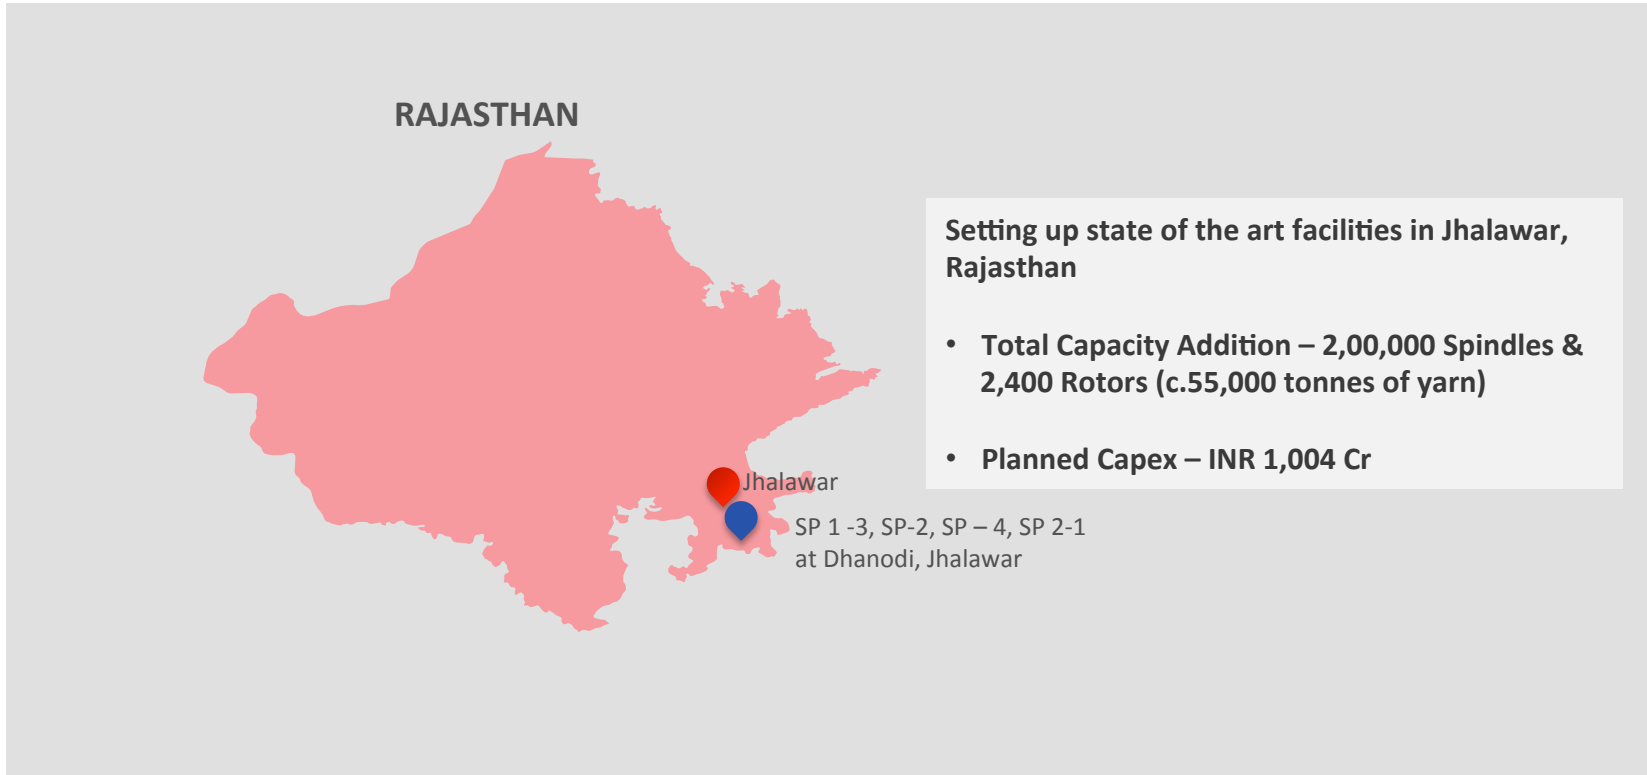 RAJASTHAN
Setting up state of the art facilities in Jhalawar,
Rajasthan
• Total Capacity Addition – 2,00,000 Spindles &
2,400 Rotors (c.55,000 tonnes of yarn)
• Planned Capex – INR 1,004 Cr
Jhalawar
SP 1 -3, SP-2, SP – 4, SP 2-1
at Dhanodi, Jhalawar